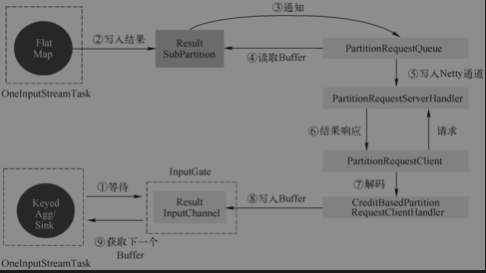 ③通知
Flat
Map
②写入结果
Result
SubPartition
④读取Buffer
PartitionRequestQueue
OneInputStreamTask
⑤写入Netty通道
PartitionRequestServerHandler
⑥结果响应
请求
PartitionRequestClient
InputGate
⑦解码
①等待
Keyed
Agg/
Sink
Result
InputChannel
⑧写入Buffer
CreditBasedPartition
RequestClientHandler
⑨获取下一个
Buffer
OneInputStreamTask